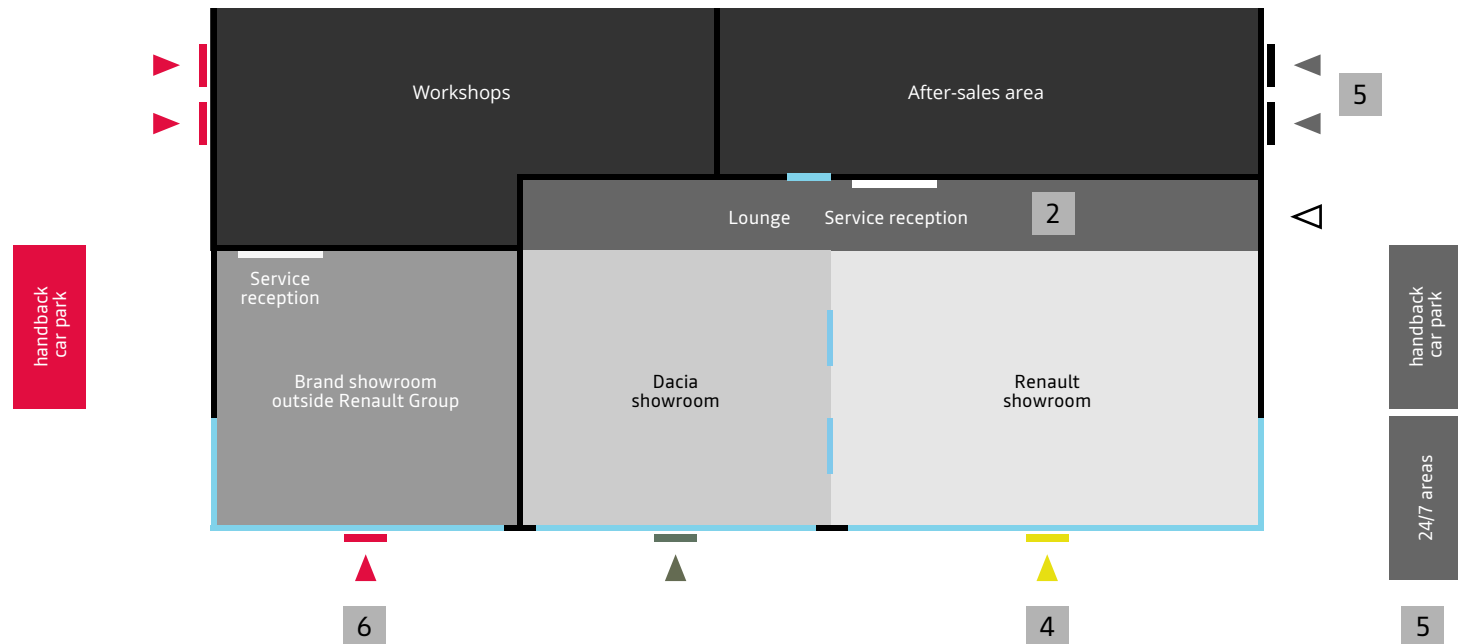 Workshops
After-sales area
5
2
Lounge
Service reception
Service
reception
handback
car park
handback
car park
Brand showroom
outside Renault Group
Dacia
showroom
Renault
showroom
24/7 areas
6
4
5